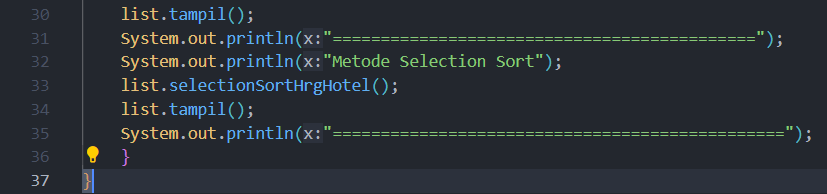 30 list.tampil();
31 System.out.println(x:"============================================");
32 System.out.println(x:"Metode Selection Sort");
33 list.selectionSortHrgHotel();
34 list.tampil();
35 System.out.println(x:"===============================================");
36 }
37 }